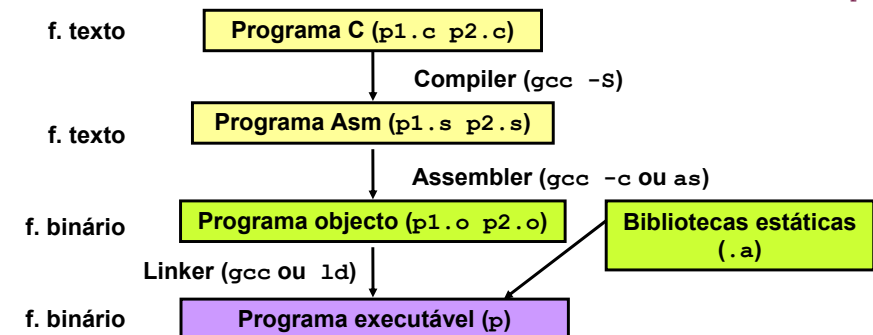 f. texto
Programa C (p1.c p2.c)
Compiler (gcc -S)
f. texto
Programa Asm (p1.s p2.s)
Assembler (gcc -c ou as)
f. binário
Programa objecto (p1.o p2.o)
Bibliotecas estáticas
(.a)
Linker (gcc ou ld)
f. binário
Programa executável (p)